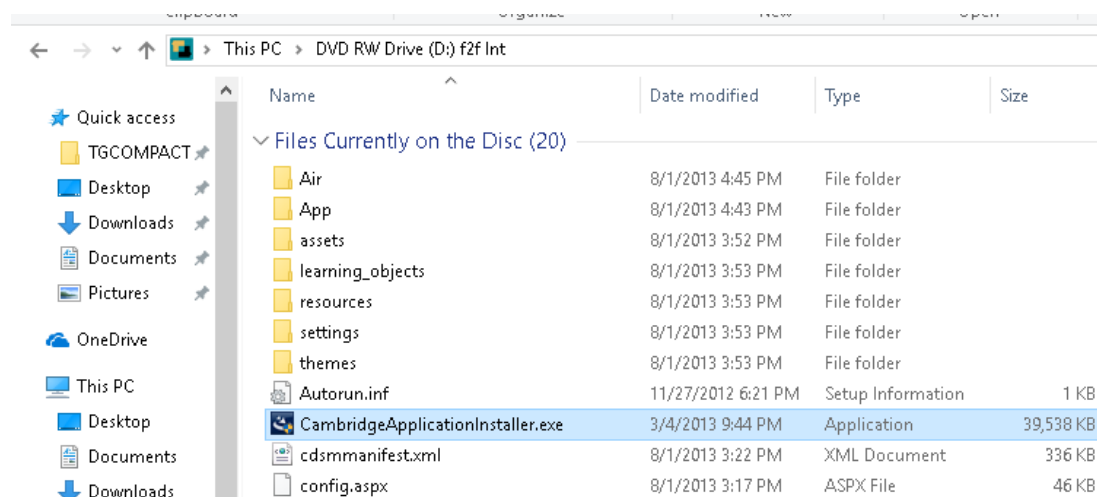 Clipboard Organize New Open
This PC > DVD RW Drive (D:) f2f Int
Name Date modified Type Size
Quick access
Files Currently on the Disc (20)
TGCOMPACT
Air 8/1/2013 4:45 PM File folder
Desktop
App 8/1/2013 4:43 PM File folder
Downloads
assets 8/1/2013 3:52 PM File folder
Documents
learning_objects 8/1/2013 3:53 PM File folder
Pictures
resources 8/1/2013 3:53 PM File folder
settings 8/1/2013 3:53 PM File folder
OneDrive
themes 8/1/2013 3:53 PM File folder
This PC
Autorun.inf 11/27/2012 6:21 PM Setup Information 1 KB
Desktop
CambridgeApplicationInstaller.exe 3/4/2013 9:44 PM Application 39,538 KB
Documents
cdsmmanifest.xml 8/1/2013 3:22 PM XML Document 336 KB
Downloads
config.aspx 8/1/2013 3:17 PM ASPX File 46 KB